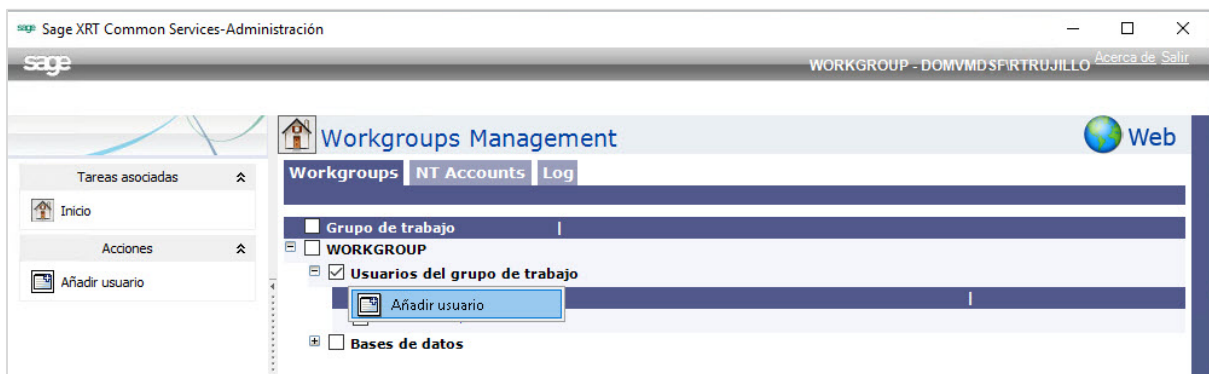 sage Sage XRT Common Services-Administración
sage
WORKGROUP - DOMVMDSF\RTRUJILLO Acerca de Salir
Workgroups Management
Web
Tareas asociadas
Inicio
Acciones
Añadir usuario
Workgroups NT Accounts Log
Grupo de trabajo
WORKGROUP
Usuarios del grupo de trabajo
Añadir usuario
Bases de datos